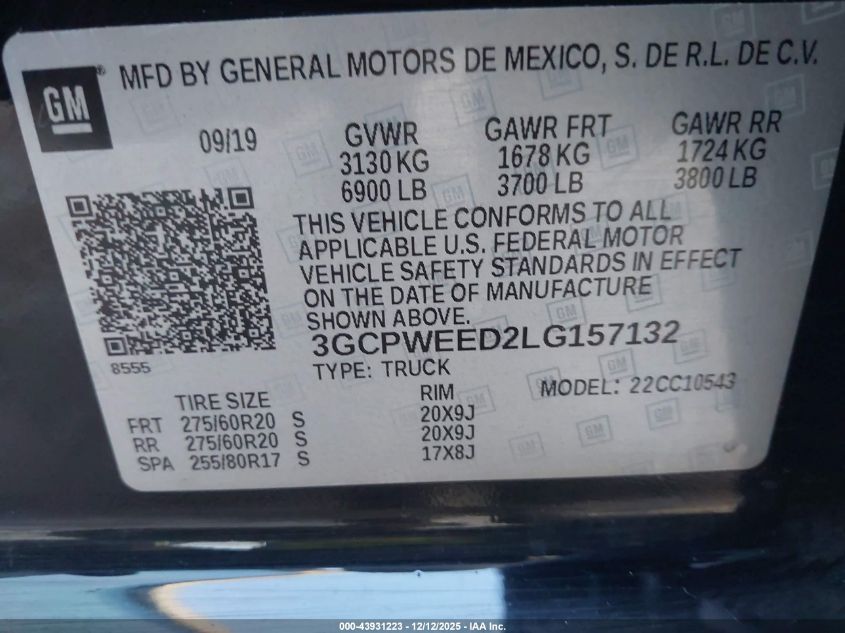 GM® MFD BY GENERAL MOTORS DE MEXICO, S. DE R.L. DE C.V.
09/19 GVWR GAWR FRT GAWR RR
3130 KG 1678 KG 1724 KG
6900 LB 3700 LB 3800 LB
THIS VEHICLE CONFORMS TO ALL
APPLICABLE U.S. FEDERAL MOTOR
VEHICLE SAFETY STANDARDS IN EFFECT
ON THE DATE OF MANUFACTURE
SHOWN ABOVE.
3GCPWEED2LG157132
8555 TYPE: TRUCK
TIRE SIZE RIM MODEL: 22CC10543
FRT 275/60R20 S 20X9J
RR 275/60R20 S 20X9J
SPA 255/80R17 S 17X8J
000-43931223 - 12/12/2025 - IAA Inc.